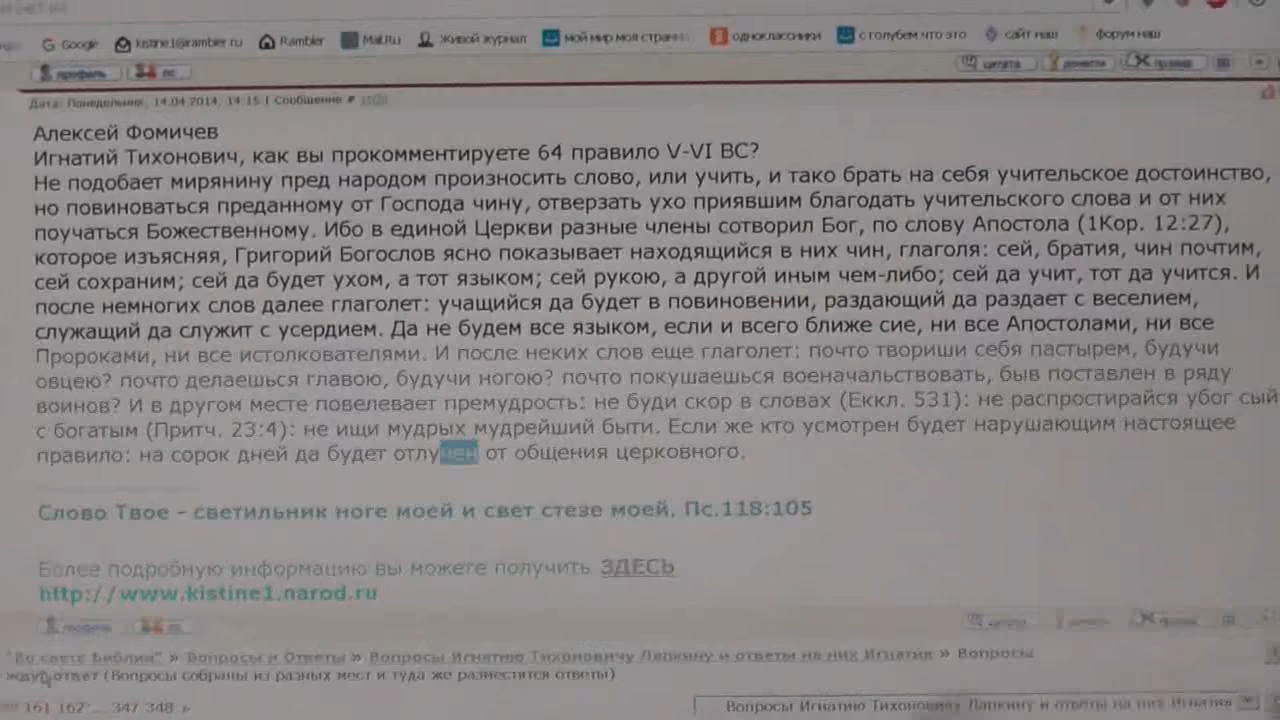 Google kistine1@rambler.ru Rambler Mail.Ru Живой журнал мой мир моя страни одноклассники с голубем что это сайт наш форум наш
профиль лс цитата правка
Дата: Понедельник, 14.04.2014, 14:15 | Сообщение #
Алексей Фомичев
Игнатий Тихонович, как вы прокомментируете 64 правило V-VI ВС?
Не подобает мирянину пред народом произносить слово, или учить, и тако брать на себя учительское достоинство,
но повиноваться преданному от Господа чину, отверзать ухо приявшим благодать учительского слова и от них
поучаться Божественному. Ибо в единой Церкви разные члены сотворил Бог, по слову Апостола (1Кор. 12:27),
которое изъясняя, Григорий Богослов ясно показывает находящийся в них чин, глаголя: сей, братия, чин почтим,
сей сохраним; сей да будет ухом, а тот языком; сей рукою, а другой иным чем-либо; сей да учит, тот да учится. И
после немногих слов далее глаголет: учащийся да будет в повиновении, раздающий да раздает с веселием,
служащий да служит с усердием. Да не будем все языком, если и всего ближе сие, ни все Апостолами, ни все
Пророками, ни все истолкователями. И после неких слов еще глаголет: почто твориши себя пастырем, будучи
овцею? почто делаешься главою, будучи ногою? почто покушаешься военачальствовать, быв поставлен в ряду
воинов? И в другом месте повелевает премудрость: не буди скор в словах (Еккл. 531): не распростирайся убог сый
с богатым (Притч. 23:4): не ищи мудрых мудрейший быти. Если же кто усмотрен будет нарушающим настоящее
правило: на сорок дней да будет отлучен от общения церковного.
Слово Твое - светильник ноге моей и свет стезе моей. Пс.118:105
Более подробную информацию вы можете получить ЗДЕСЬ
http://www.kistine1.narod.ru
профиль лс цитата правка
"Во свете Библии" » Вопросы и Ответы » Вопросы Игнатию Тихоновичу Лапкину и ответы на них Игнатия » Вопросы
ждут ответ (Вопросы собраны из разных мест и туда же разнестится ответы)
161 162 ... 347 348 » Вопросы Игнатию Тихоновичу Лапкину и ответы на них Игнатия